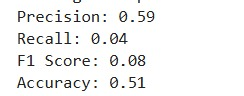 Precision: 0.59
Recall: 0.04
F1 Score: 0.08
Accuracy: 0.51